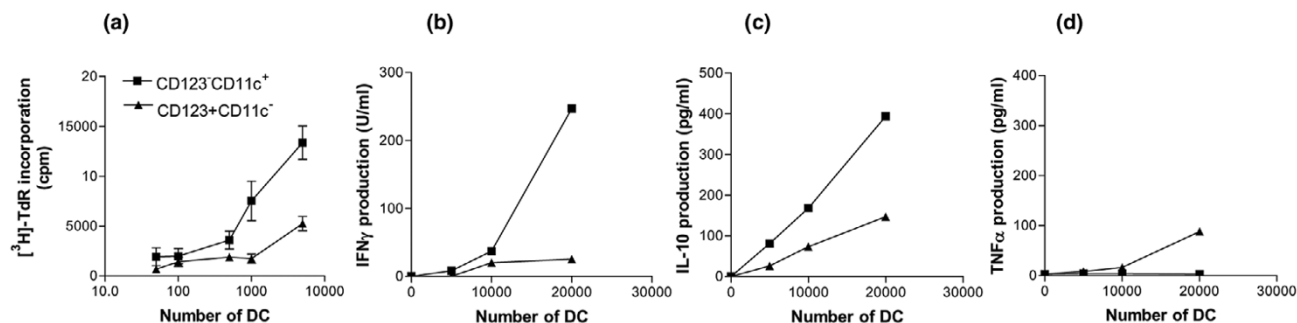 (a)
[³H]-TdR incorporation
(cpm)
20
15000
10
5000
0
CD123⁻CD11c⁺
CD123+CD11c⁻
10.0 100 1000 10000
Number of DC
(b)
IFNγ production (U/ml)
300
200
100
0
0 10000 20000 30000
Number of DC
(c)
IL-10 production (pg/ml)
500
400
300
200
100
0
0 10000 20000 30000
Number of DC
(d)
TNFα production (pg/ml)
400
300
200
100
0
0 10000 20000 30000
Number of DC